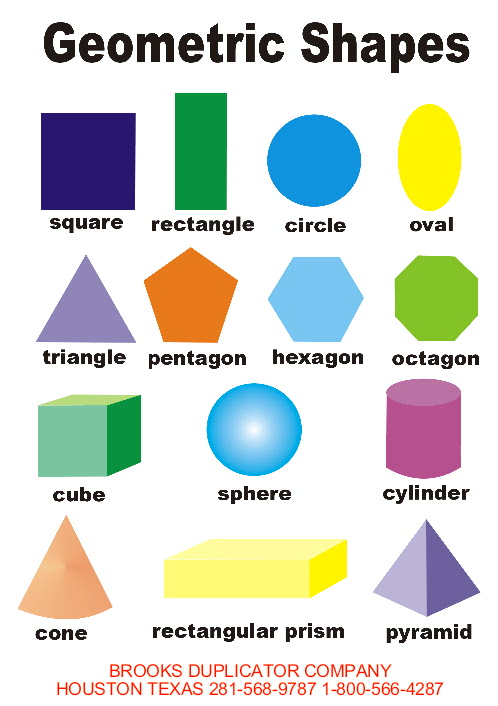 Geometric Shapes
square rectangle circle oval
triangle pentagon hexagon octagon
cube sphere cylinder
cone rectangular prism pyramid
BROOKS DUPLICATOR COMPANY
HOUSTON TEXAS 281-568-9787 1-800-566-4287